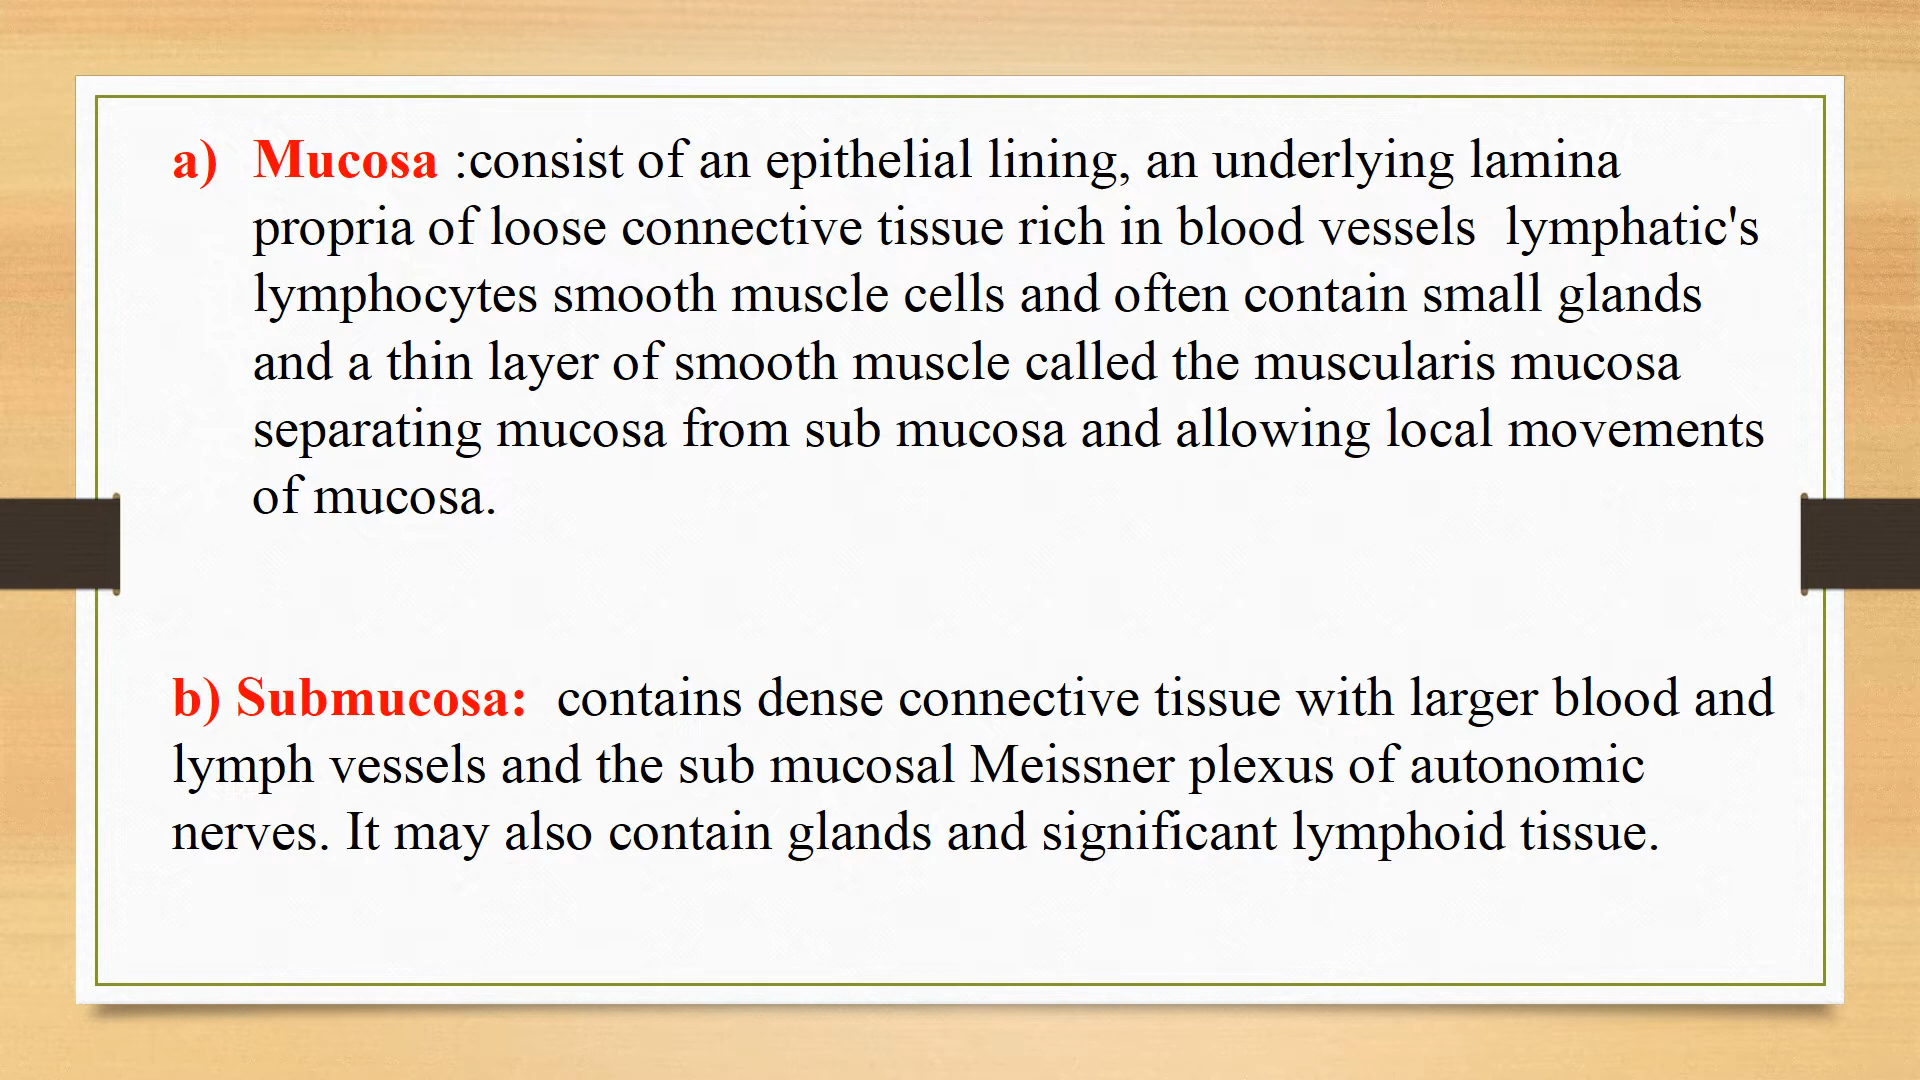 a) Mucosa :consist of an epithelial lining, an underlying lamina
propria of loose connective tissue rich in blood vessels  lymphatic's
lymphocytes smooth muscle cells and often contain small glands
and a thin layer of smooth muscle called the muscularis mucosa
separating mucosa from sub mucosa and allowing local movements
of mucosa.
b) Submucosa:  contains dense connective tissue with larger blood and
lymph vessels and the sub mucosal Meissner plexus of autonomic
nerves. It may also contain glands and significant lymphoid tissue.